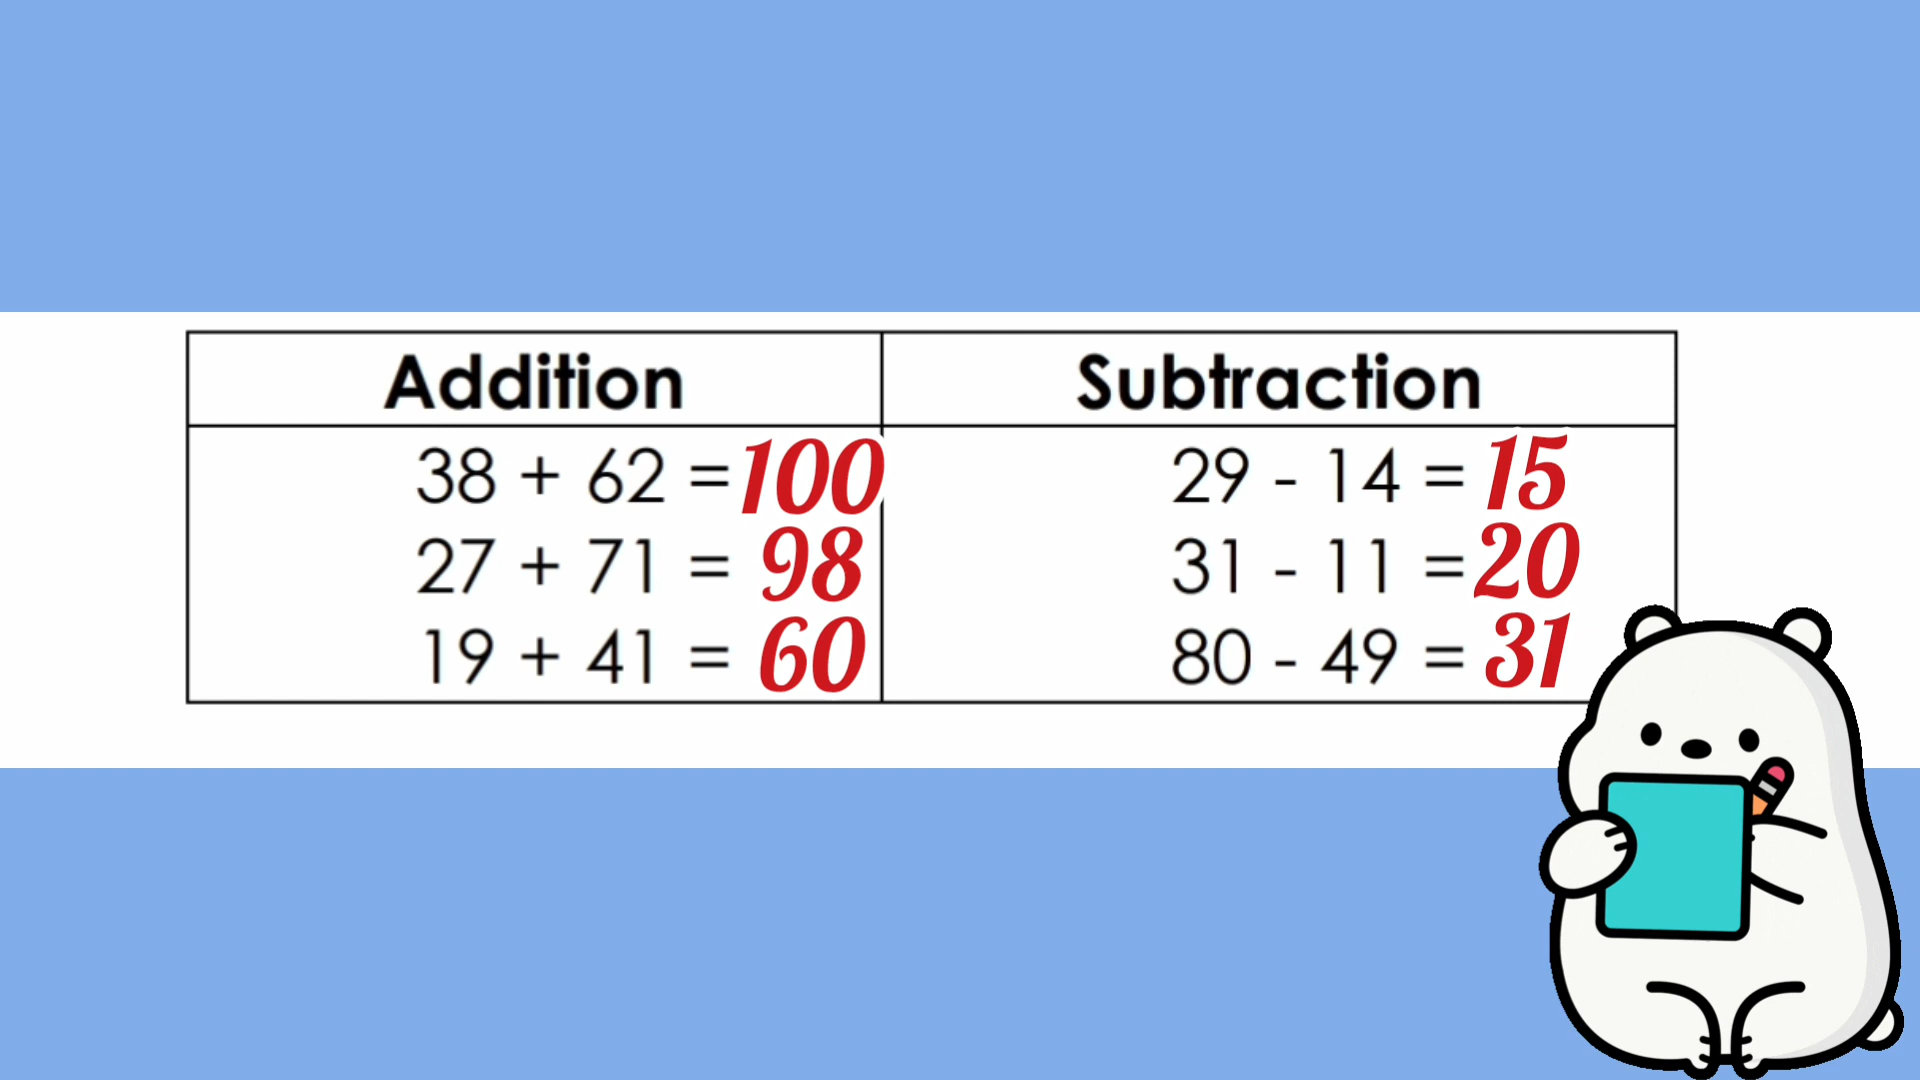 Addition Subtraction
38 + 62 = 100 29 - 14 = 15
27 + 71 = 98 31 - 11 = 20
19 + 41 = 60 80 - 49 = 31